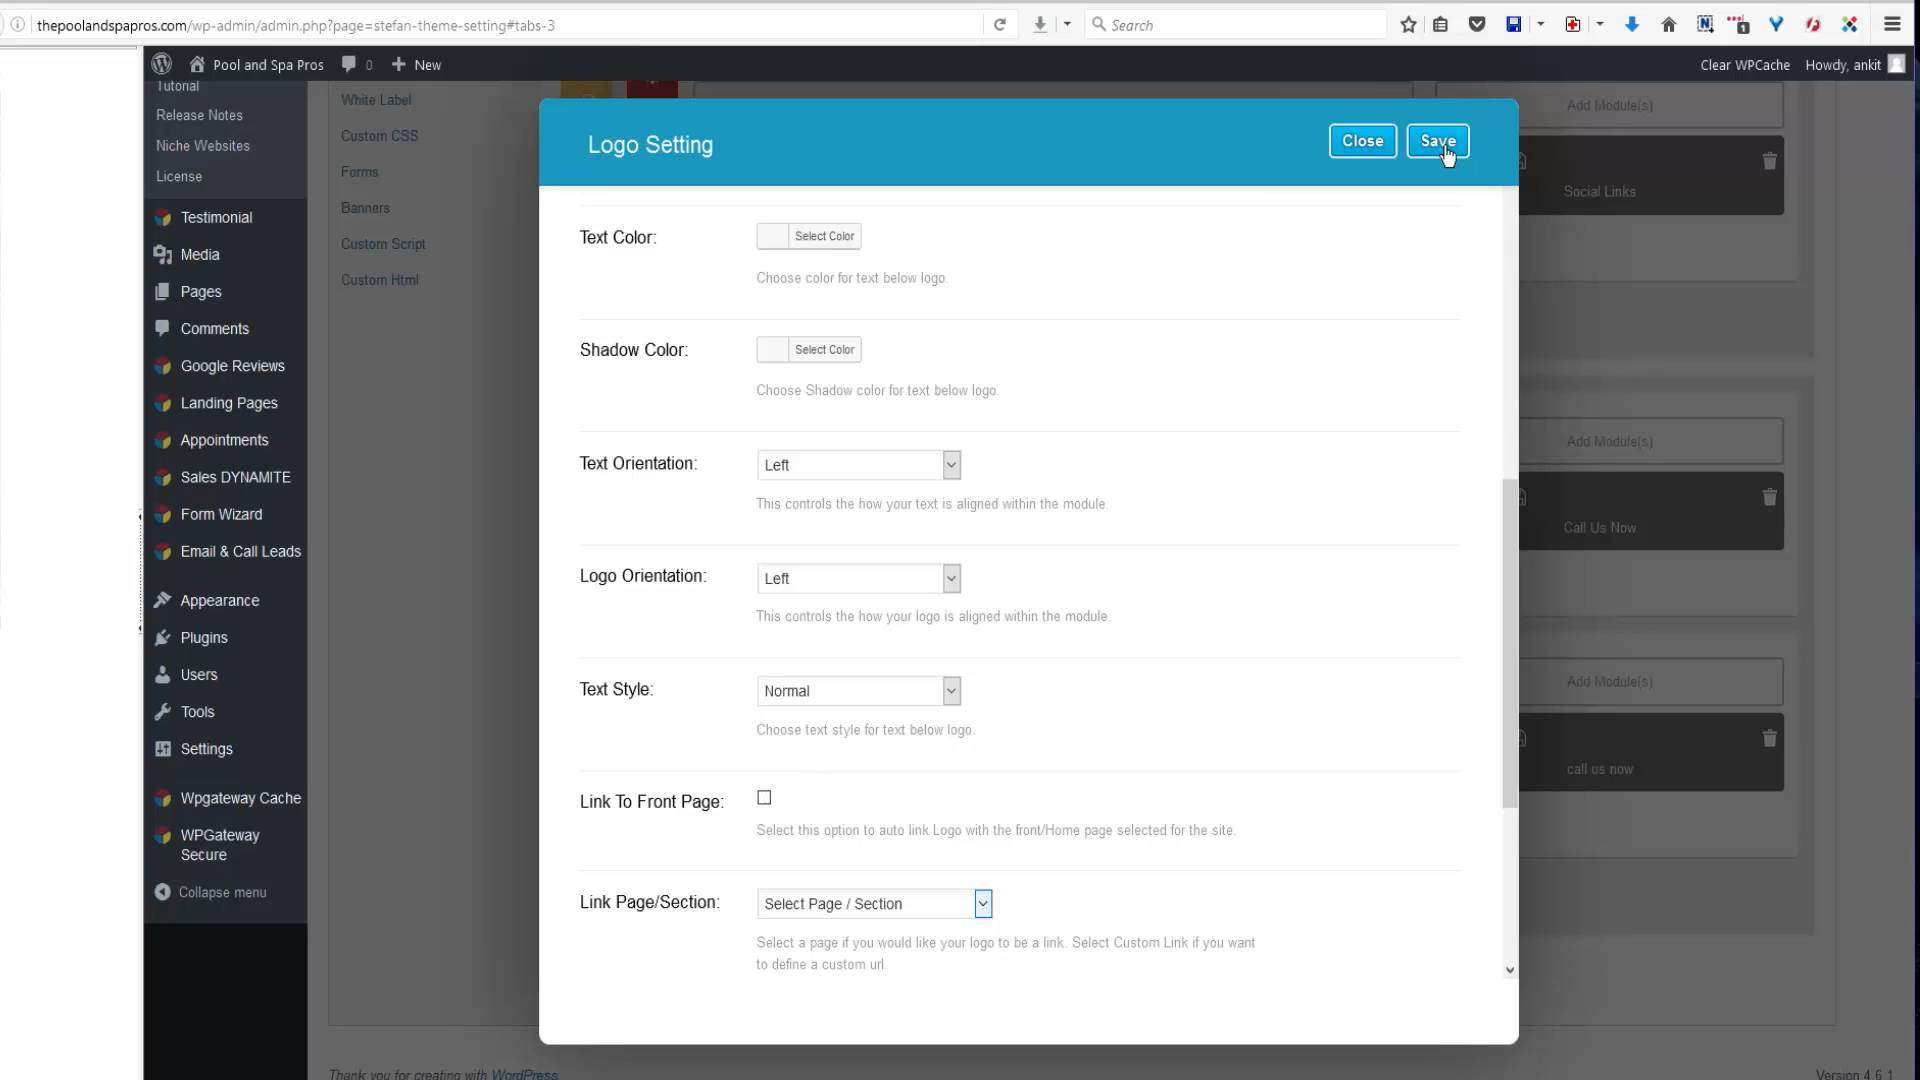 thepoolandspapros.com/wp-admin/admin.php?page=stefan-theme-setting#tabs-3
Search
Pool and Spa Pros
0
New
Clear WPCache
Howdy, ankit
Tutorial
Release Notes
Niche Websites
License
Testimonial
Media
Pages
Comments
Google Reviews
Landing Pages
Appointments
Sales DYNAMITE
Form Wizard
Email & Call Leads
Appearance
Plugins
Users
Tools
Settings
Wpgateway Cache
WPGateway
Secure
Collapse menu
White Label
Custom CSS
Forms
Banners
Custom Script
Custom Html
Logo Setting
Close
Save
Text Color:
Select Color
Choose color for text below logo.
Shadow Color:
Select Color
Choose Shadow color for text below logo.
Text Orientation:
Left
This controls the how your text is aligned within the module.
Logo Orientation:
Left
This controls the how your logo is aligned within the module.
Text Style:
Normal
Choose text style for text below logo.
Link To Front Page:
Select this option to auto link Logo with the front/Home page selected for the site.
Link Page/Section:
Select Page / Section
Select a page if you would like your logo to be a link. Select Custom Link if you want
to define a custom url.
Add Module(s)
Social Links
Add Module(s)
Call Us Now
Add Module(s)
call us now
Thank you for creating with WordPress
Version 4.6.1